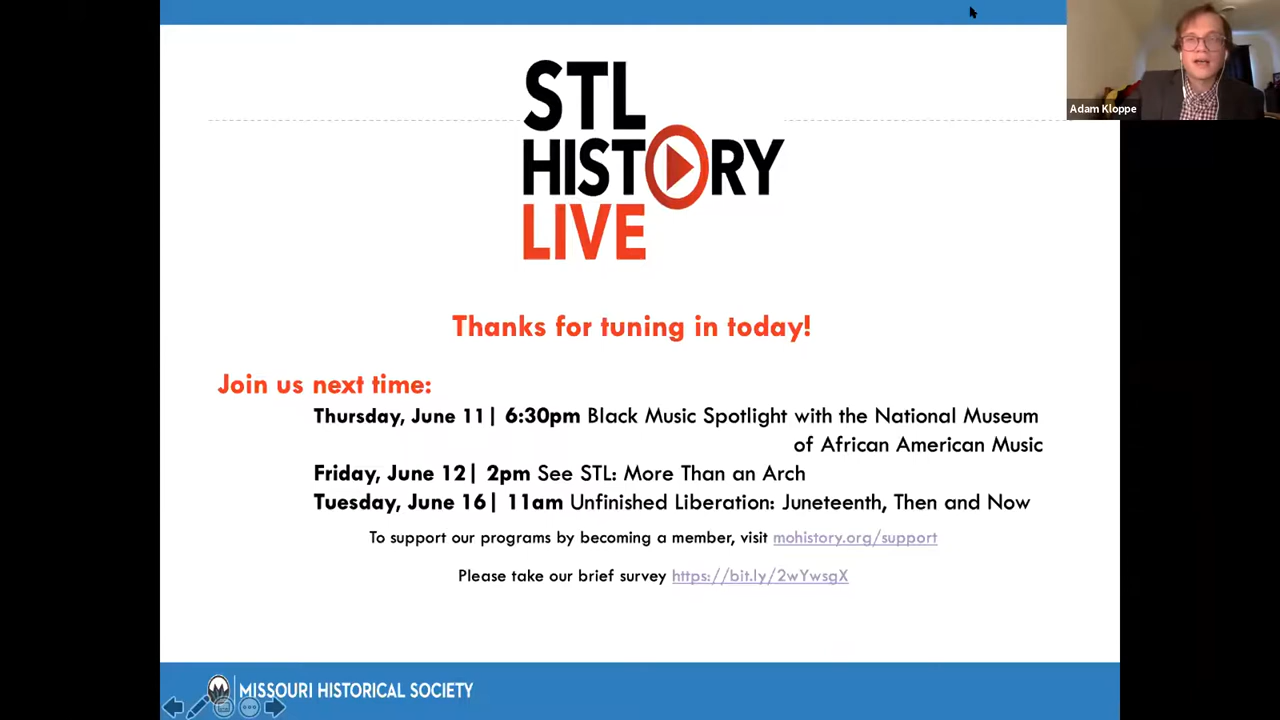 STL
HISTORY
LIVE
Adam Kloppe
Thanks for tuning in today!
Join us next time:
Thursday, June 11| 6:30pm Black Music Spotlight with the National Museum
of African American Music
Friday, June 12| 2pm See STL: More Than an Arch
Tuesday, June 16| 11am Unfinished Liberation: Juneteenth, Then and Now
To support our programs by becoming a member, visit mohistory.org/support
Please take our brief survey https://bit.ly/2wYwsgX
MISSOURI HISTORICAL SOCIETY